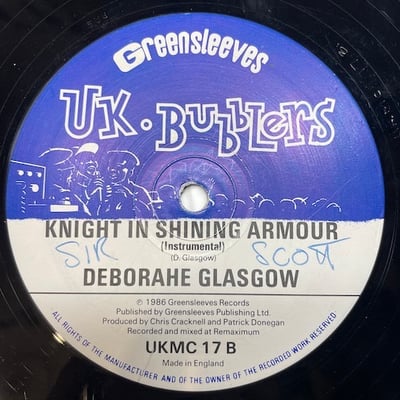 Greensleeves
UK·Bubblers
KNIGHT IN SHINING ARMOUR
(Instrumental)
(D. Glasgow)
SIR SCOTT
DEBORAHE GLASGOW
℗ 1986 Greensleeves Records
Published by Greensleeves Publishing Ltd.
Produced by Chris Cracknell and Patrick Donegan
Recorded and mixed at Remaximum
UKMC 17 B
Made in England
ALL RIGHTS OF THE MANUFACTURER AND OF THE OWNER OF THE RECORDED WORK RESERVED